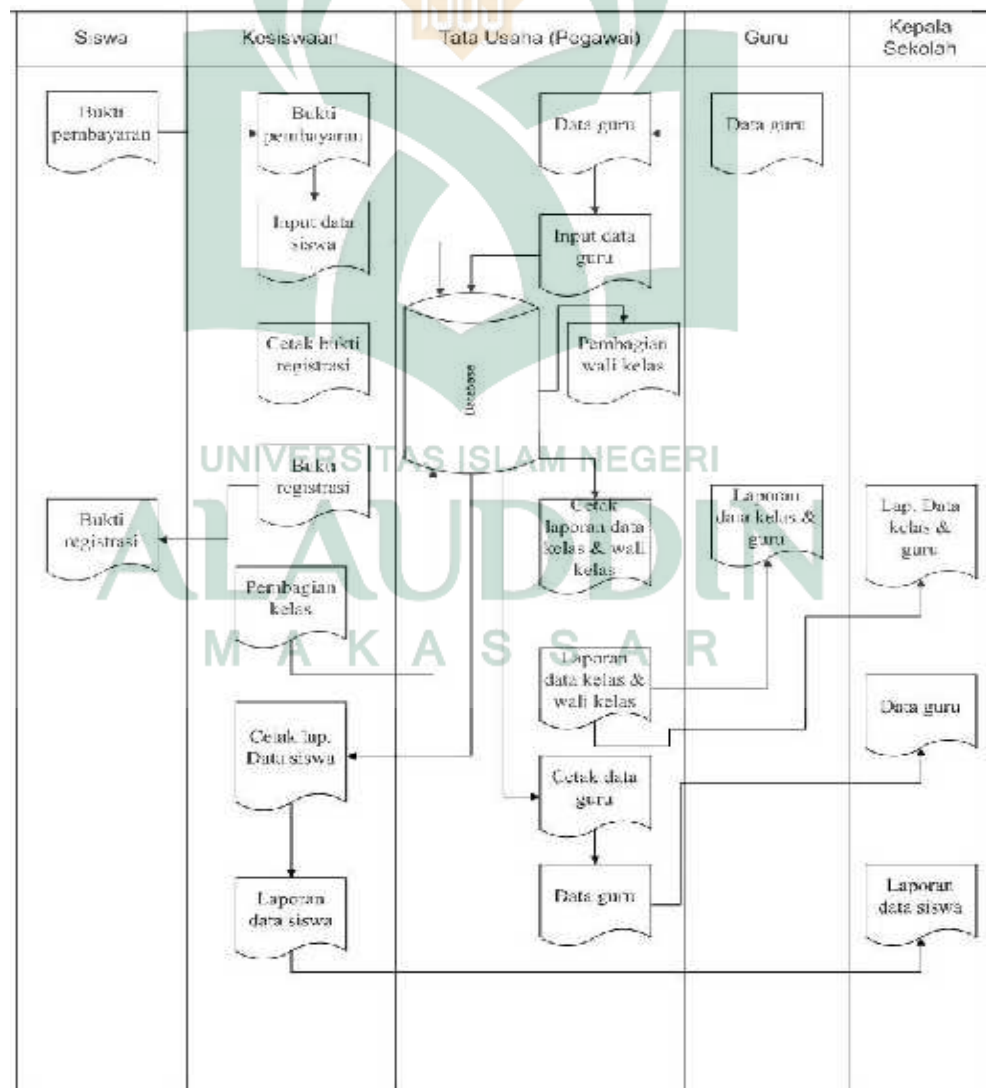 Siswa
Kesiswaan
Tata Usaha (Pegawai)
Guru
Kepala
Sekolah
Bukti
pembayaran
Bukti
pembayaran
Data guru
Data guru
Input data
siswa
Input data
guru
Cetak bukti
registrasi
Database
Pembagian
wali kelas
UNIVERSITAS ISLAM NEGERI
Bukti
registrasi
Bukti
registrasi
Cetak
laporan data
kelas & wali
kelas
Laporan
data kelas &
guru
Lap. Data
kelas &
guru
ALAUDDIN
Pembagian
kelas
MAKASSAR
Laporan
data kelas &
wali kelas
Data guru
Cetak lap.
Data siswa
Cetak data
guru
Laporan
data siswa
Data guru
Laporan
data siswa